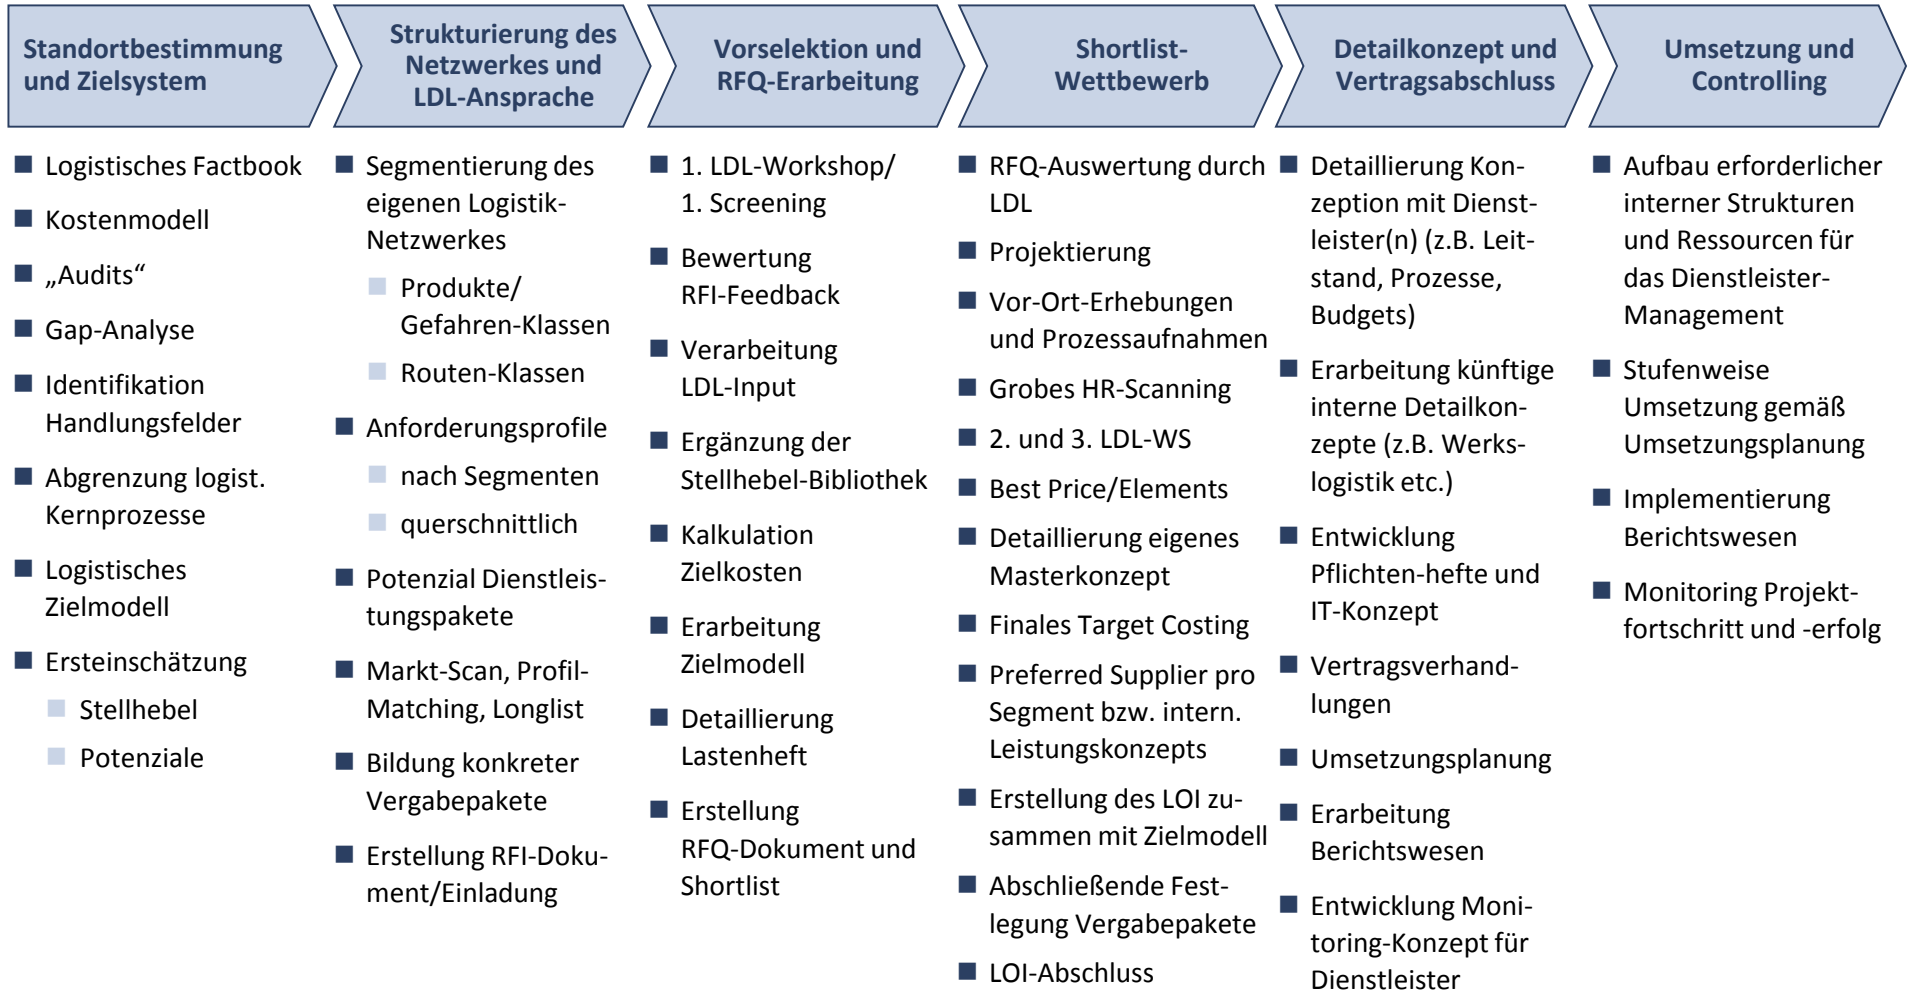 Standortbestimmung
und Zielsystem
Strukturierung des
Netzwerkes und
LDL-Ansprache
Vorselektion und
RFQ-Erarbeitung
Shortlist-
Wettbewerb
Detailkonzept und
Vertragsabschluss
Umsetzung und
Controlling
Logistisches Factbook
Kostenmodell
„Audits“
Gap-Analyse
Identifikation
Handlungsfelder
Abgrenzung logist.
Kernprozesse
Logistisches
Zielmodell
Ersteinschätzung
Stellhebel
Potenziale
Segmentierung des
eigenen Logistik-
Netzwerkes
Produkte/
Gefahren-Klassen
Routen-Klassen
Anforderungsprofile
nach Segmenten
querschnittlich
Potenzial Dienstleis-
tungspakete
Markt-Scan, Profil-
Matching, Longlist
Bildung konkreter
Vergabepakete
Erstellung RFI-Doku-
ment/Einladung
1. LDL-Workshop/
1. Screening
Bewertung
RFI-Feedback
Verarbeitung
LDL-Input
Ergänzung der
Stellhebel-Bibliothek
Kalkulation
Zielkosten
Erarbeitung
Zielmodell
Detaillierung
Lastenheft
Erstellung
RFQ-Dokument und
Shortlist
RFQ-Auswertung durch
LDL
Projektierung
Vor-Ort-Erhebungen
und Prozessaufnahmen
Grobes HR-Scanning
2. und 3. LDL-WS
Best Price/Elements
Detaillierung eigenes
Masterkonzept
Finales Target Costing
Preferred Supplier pro
Segment bzw. intern.
Leistungskonzepts
Erstellung des LOI zu-
sammen mit Zielmodell
Abschließende Fest-
legung Vergabepakete
LOI-Abschluss
Detaillierung Kon-
zeption mit Dienst-
leister(n) (z.B. Leit-
stand, Prozesse,
Budgets)
Erarbeitung künftige
interne Detailkon-
zepte (z.B. Werks-
logistik etc.)
Entwicklung
Pflichten-hefte und
IT-Konzept
Vertragsverhand-
lungen
Umsetzungsplanung
Erarbeitung
Berichtswesen
Entwicklung Moni-
toring-Konzept für
Dienstleister
Aufbau erforderlicher
interner Strukturen
und Ressourcen für
das Dienstleister-
Management
Stufenweise
Umsetzung gemäß
Umsetzungsplanung
Implementierung
Berichtswesen
Monitoring Projekt-
fortschritt und -erfolg